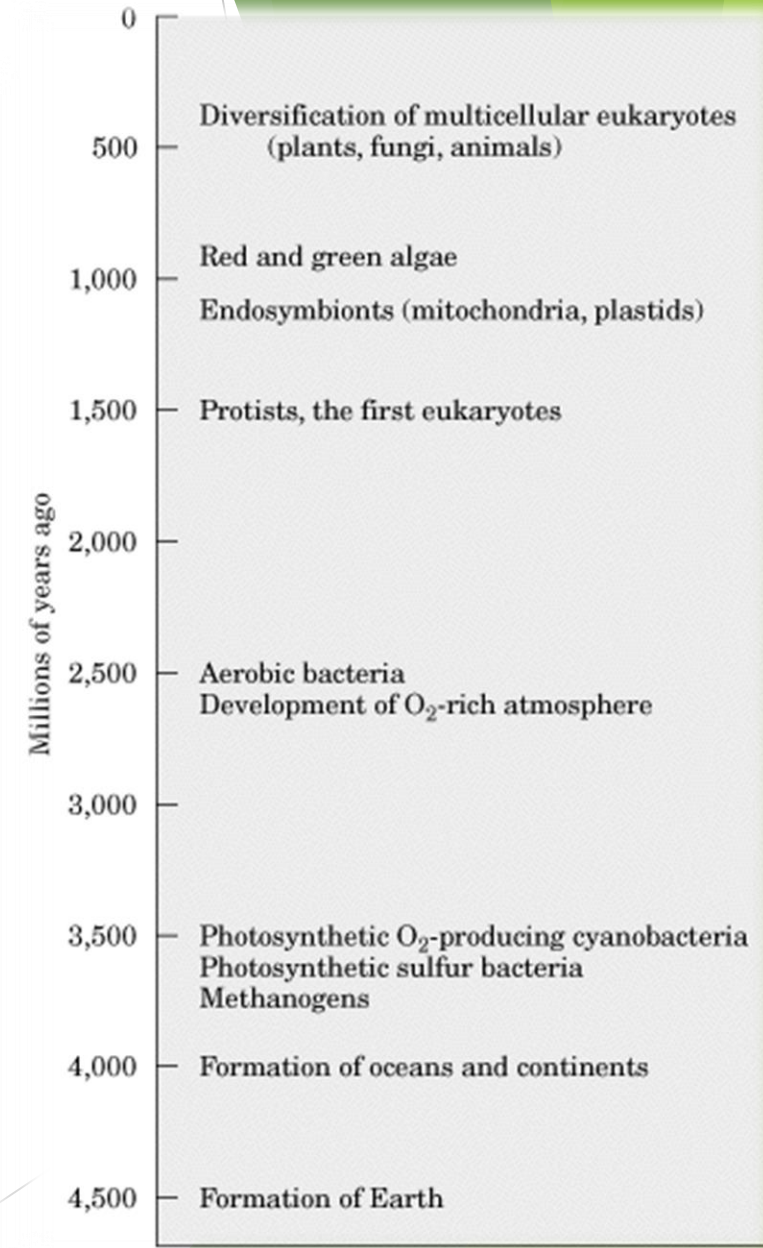 0
Diversification of multicellular eukaryotes
500 (plants, fungi, animals)
Red and green algae
1,000
Endosymbionts (mitochondria, plastids)
1,500 Protists, the first eukaryotes
Millions of years ago
2,000
2,500 Aerobic bacteria
Development of O₂-rich atmosphere
3,000
3,500 Photosynthetic O₂-producing cyanobacteria
Photosynthetic sulfur bacteria
Methanogens
4,000 Formation of oceans and continents
4,500 Formation of Earth